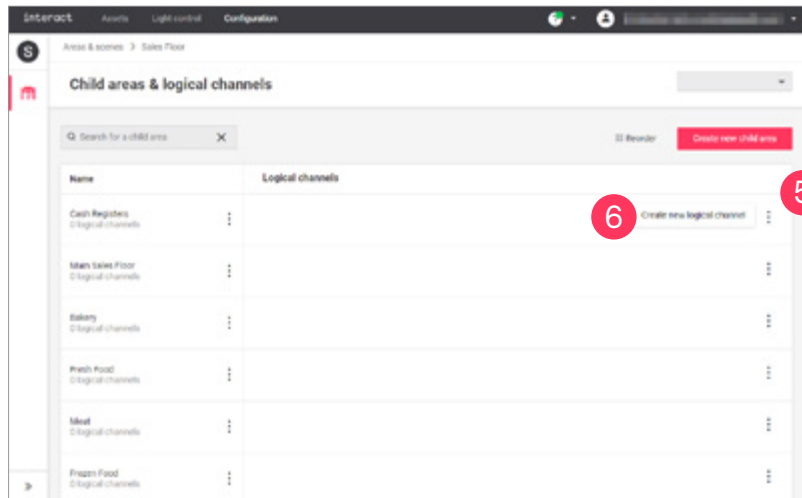 interact Assets Light control Configuration
S
Areas & scenes > Sales Floor
Child areas & logical channels
Search for a child area
Reorder
Create new child area
Name Logical channels
5
Cash Registers
0 logical channels
6 Create new logical channel
Main Sales Floor
0 logical channels
Bakery
0 logical channels
Fresh Food
0 logical channels
Meat
0 logical channels
Frozen Food
0 logical channels